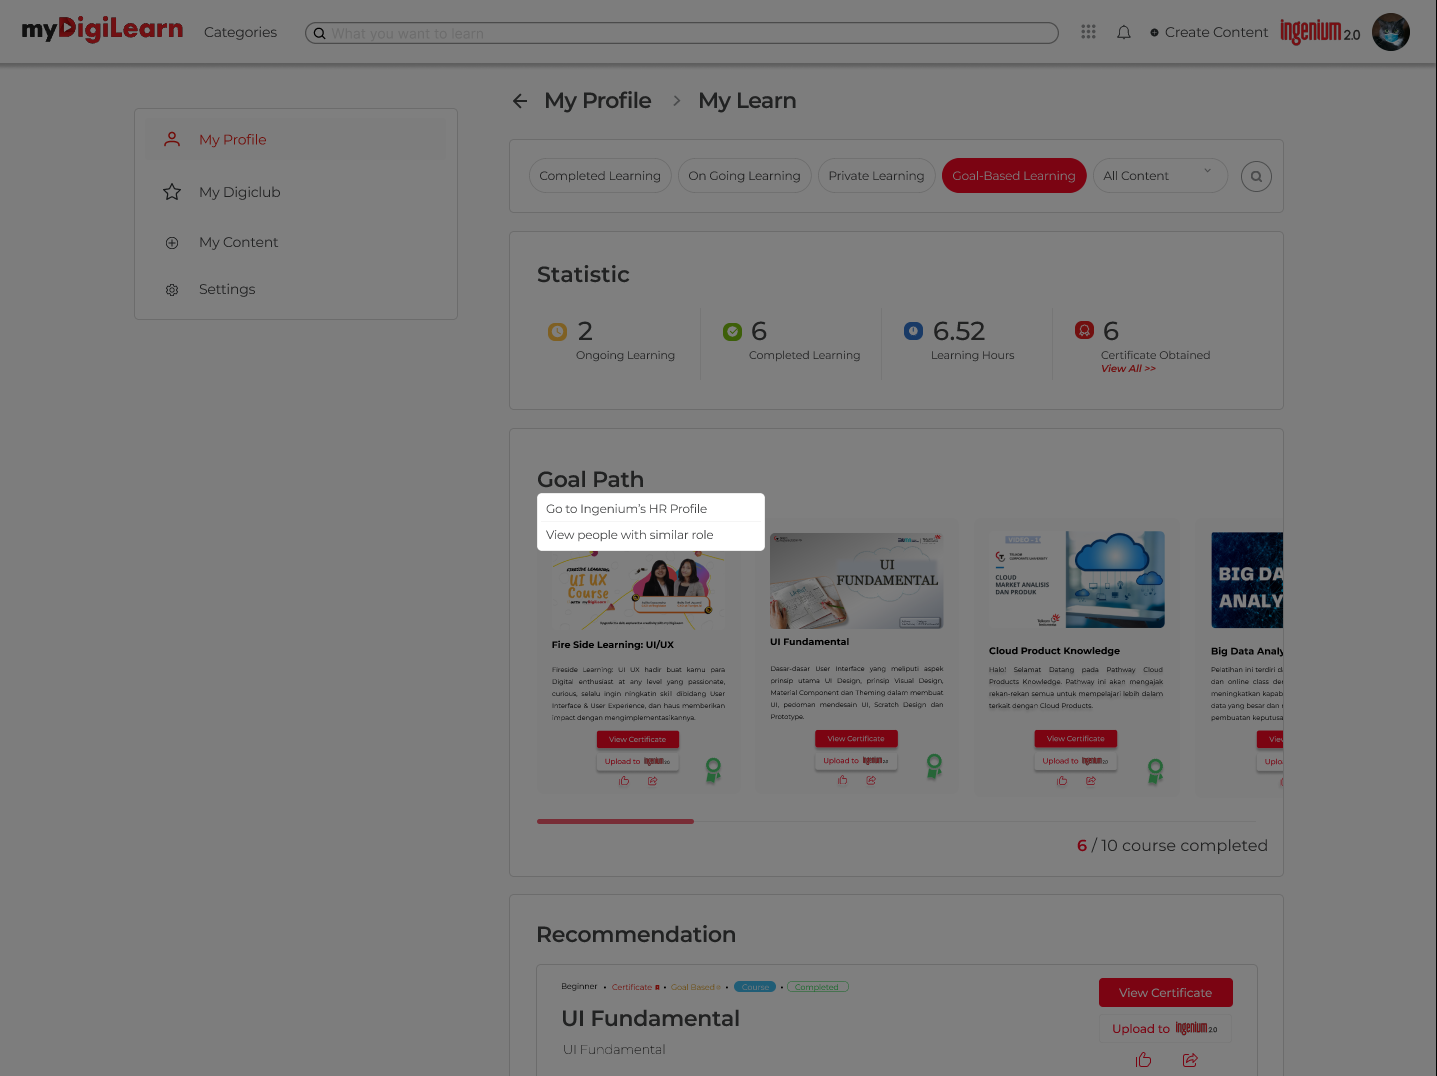 myDigiLearn
Categories
What you want to learn
Create Content
ingenium 2.0
My Profile
My Digiclub
My Content
Settings
My Profile > My Learn
Completed Learning
On Going Learning
Private Learning
Goal-Based Learning
All Content
Statistic
2
Ongoing Learning
6
Completed Learning
6.52
Learning Hours
6
Certificate Obtained
View All >>
Goal Path
Go to Ingenium's HR Profile
View people with similar role
FIRESIDE LEARNING
UI UX
Course
WITH myDigiLearn
Fire Side Learning: UI/UX
Fireside Learning: UI UX hadir buat kamu para
Digital enthusiast at any level yang passionate,
curious, selalu ingin ningkatin skil dibidang User
Interface & User Experience, dan haus memberikan
impact dengan mengimplementasikannya.
View Certificate
Upload to ingenium 2.0
UI
FUNDAMENTAL
UI Fundamental
Dasar-dasar User Interface yang meliputi aspek
prinsip utama UI Design, prinsip Visual Design,
Material Component dan Theming dalam membuat
UI, pedoman mendesain UI, Scratch Design dan
Prototype.
View Certificate
Upload to ingenium 2.0
CLOUD
MARKET ANALISIS
DAN PRODUK
Cloud Product Knowledge
Halo! Selamat Datang pada Pathway Cloud
Products Knowledge. Pathway ini akan mengajak
rekan-rekan semua untuk mempelajari lebih dalam
terkait dengan Cloud Products.
View Certificate
Upload to ingenium 2.0
BIG DA
ANALY
Big Data Analy
Pelatihan ini terdiri d
dan online class de
meningkatkan kapab
data yang besar dan
pembuatan keputusa
View
Uplo
6 / 10 course completed
Recommendation
Beginner • Certificate • Goal Based • Course • Completed
UI Fundamental
UI Fundamental
View Certificate
Upload to ingenium 2.0